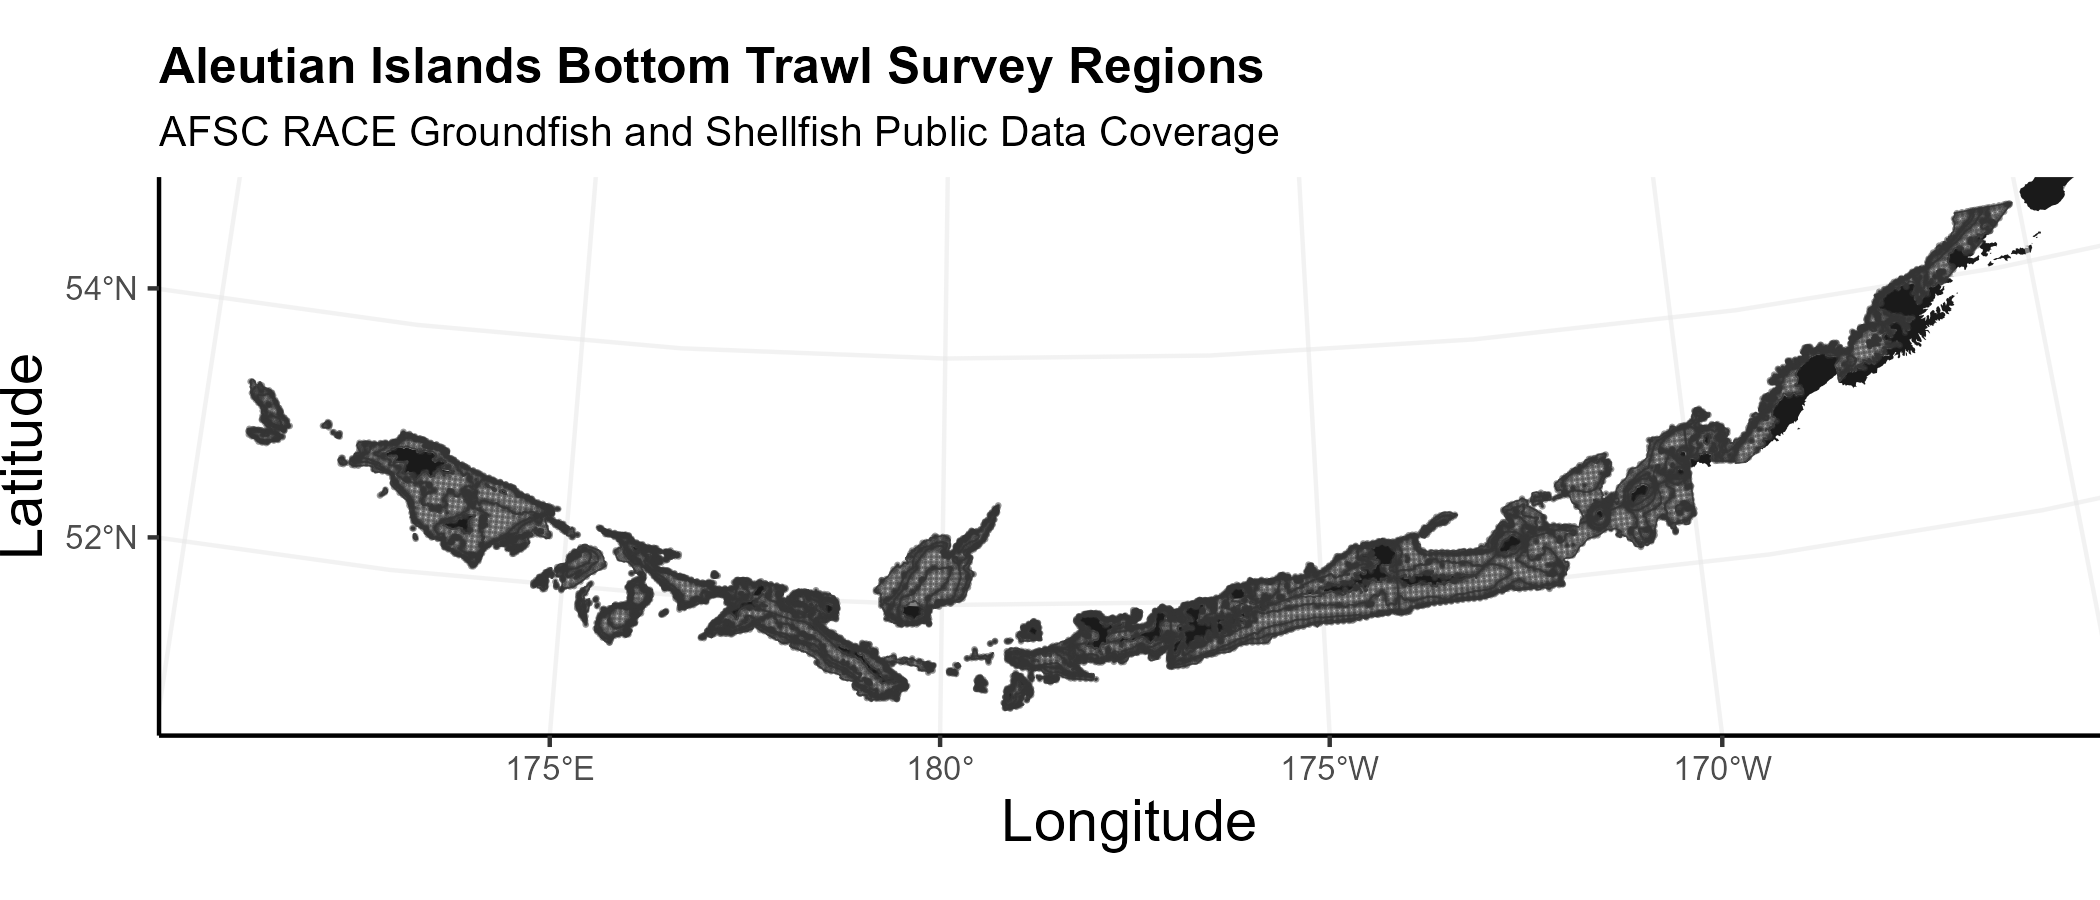 Aleutian Islands Bottom Trawl Survey Regions
AFSC RACE Groundfish and Shellfish Public Data Coverage
54°N
52°N
Latitude
175°E
180°
175°W
170°W
Longitude